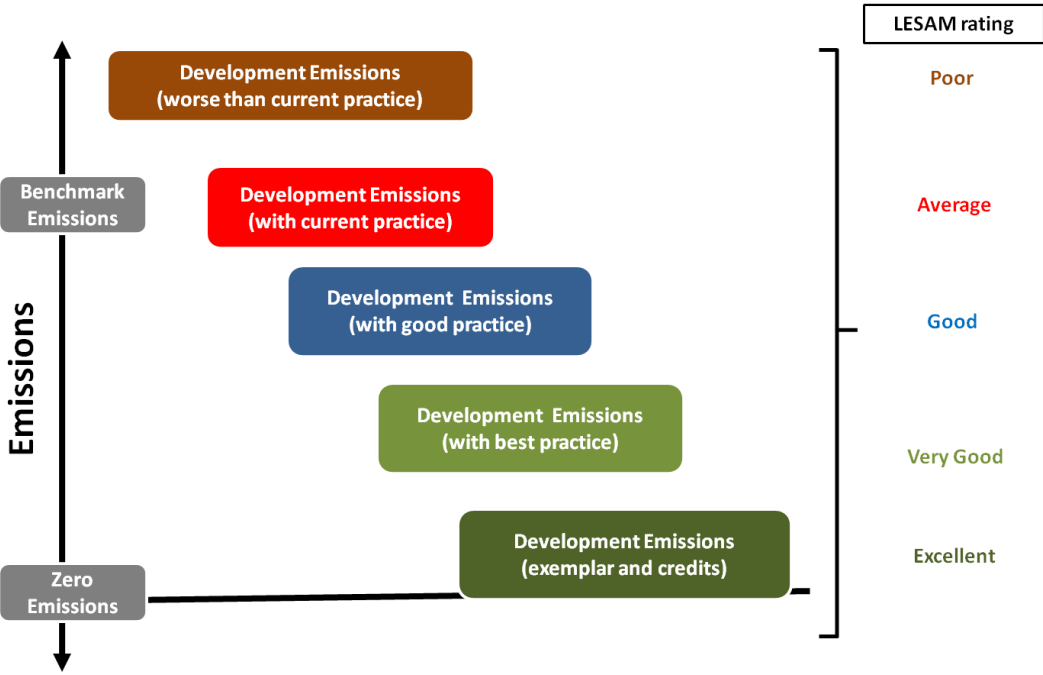 LESAM rating
Development Emissions
(worse than current practice)
Poor
Benchmark
Emissions
Development Emissions
(with current practice)
Average
Development  Emissions
(with good practice)
Good
Emissions
Development  Emissions
(with best practice)
Very Good
Development Emissions
(exemplar and credits)
Excellent
Zero
Emissions